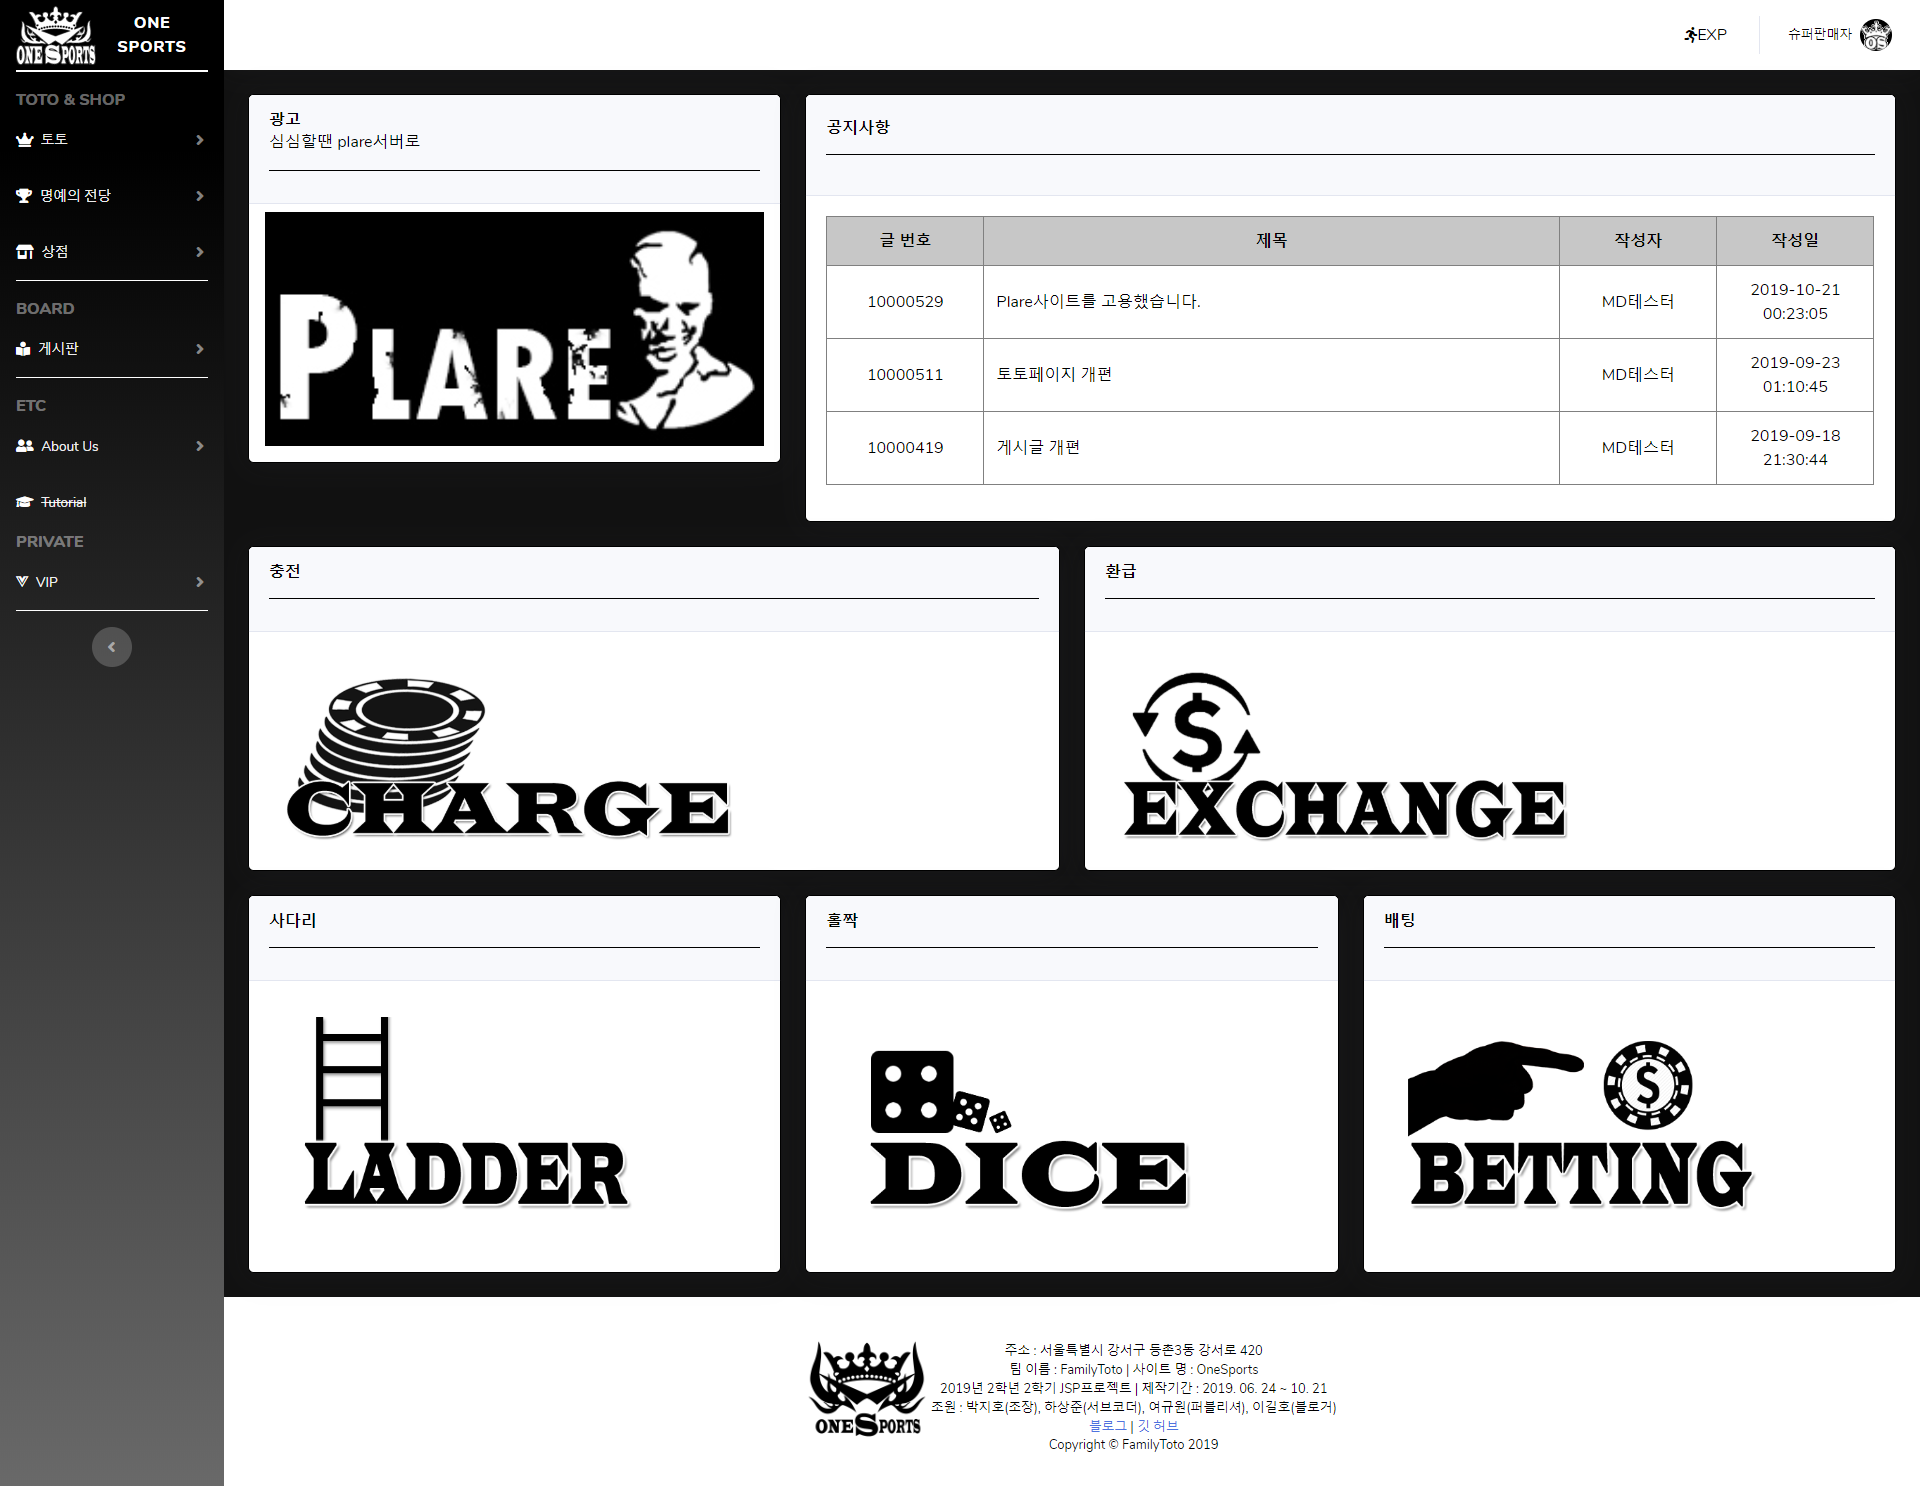 ONE SPORTS
ONE
SPORTS
EXP
슈퍼판매자
OS
TOTO & SHOP
토토
명예의 전당
상점
BOARD
게시판
ETC
About Us
Tutorial
PRIVATE
VIP
광고
심심할땐 plare서버로
PLARE
공지사항
글 번호 제목 작성자 작성일
10000529 Plare사이트를 고용했습니다. MD테스터 2019-10-21 00:23:05
10000511 토토페이지 개편 MD테스터 2019-09-23 01:10:45
10000419 게시글 개편 MD테스터 2019-09-18 21:30:44
충전
CHARGE
환급
$
EXCHANGE
사다리
LADDER
홀짝
DICE
배팅
$
BETTING
ONE SPORTS
주소 : 서울특별시 강서구 등촌3동 강서로 420
팀 이름 : FamilyToto | 사이트 명 : OneSports
2019년 2학년 2학기 JSP프로젝트 | 제작기간 : 2019. 06. 24 ~ 10. 21
조원 : 박지호(조장), 하상준(서브코더), 여규원(퍼블리셔), 이길호(블로거)
블로그 | 깃 허브
Copyright © FamilyToto 2019